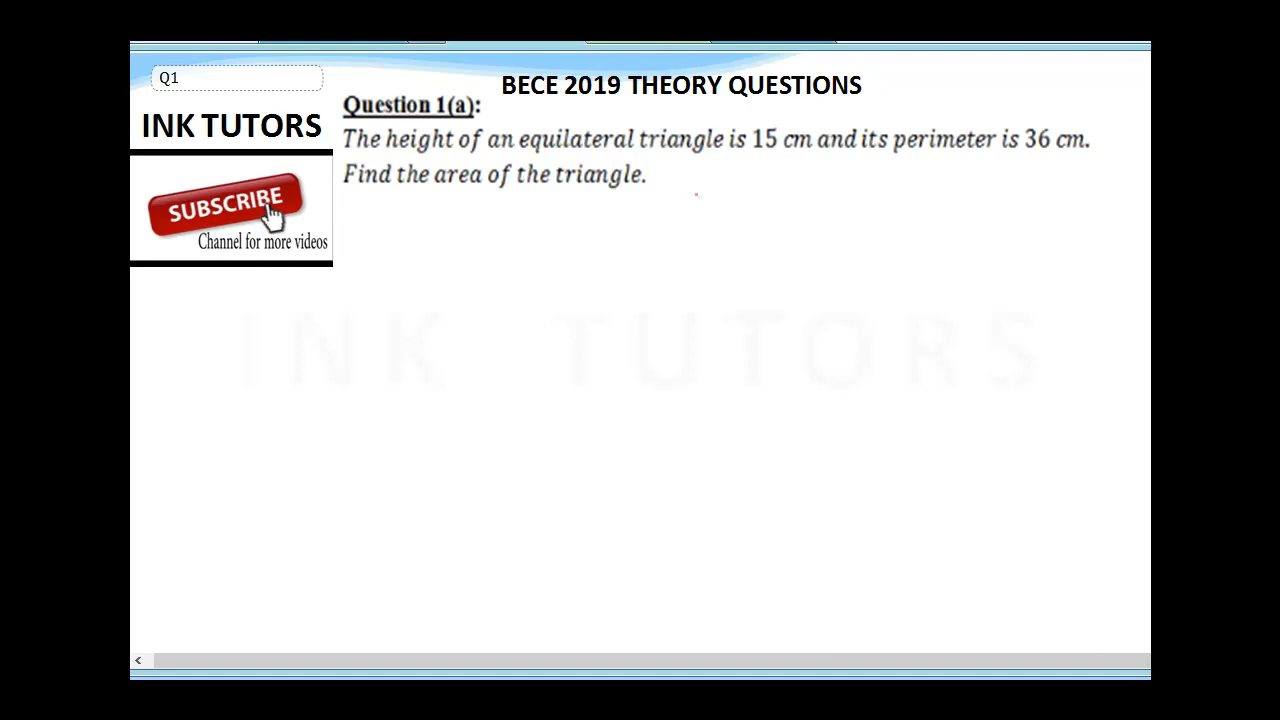 Q1
BECE 2019 THEORY QUESTIONS
INK TUTORS
Question 1(a):
The height of an equilateral triangle is 15 cm and its perimeter is 36 cm.
Find the area of the triangle.
SUBSCRIBE
Channel for more videos
INK TUTORS